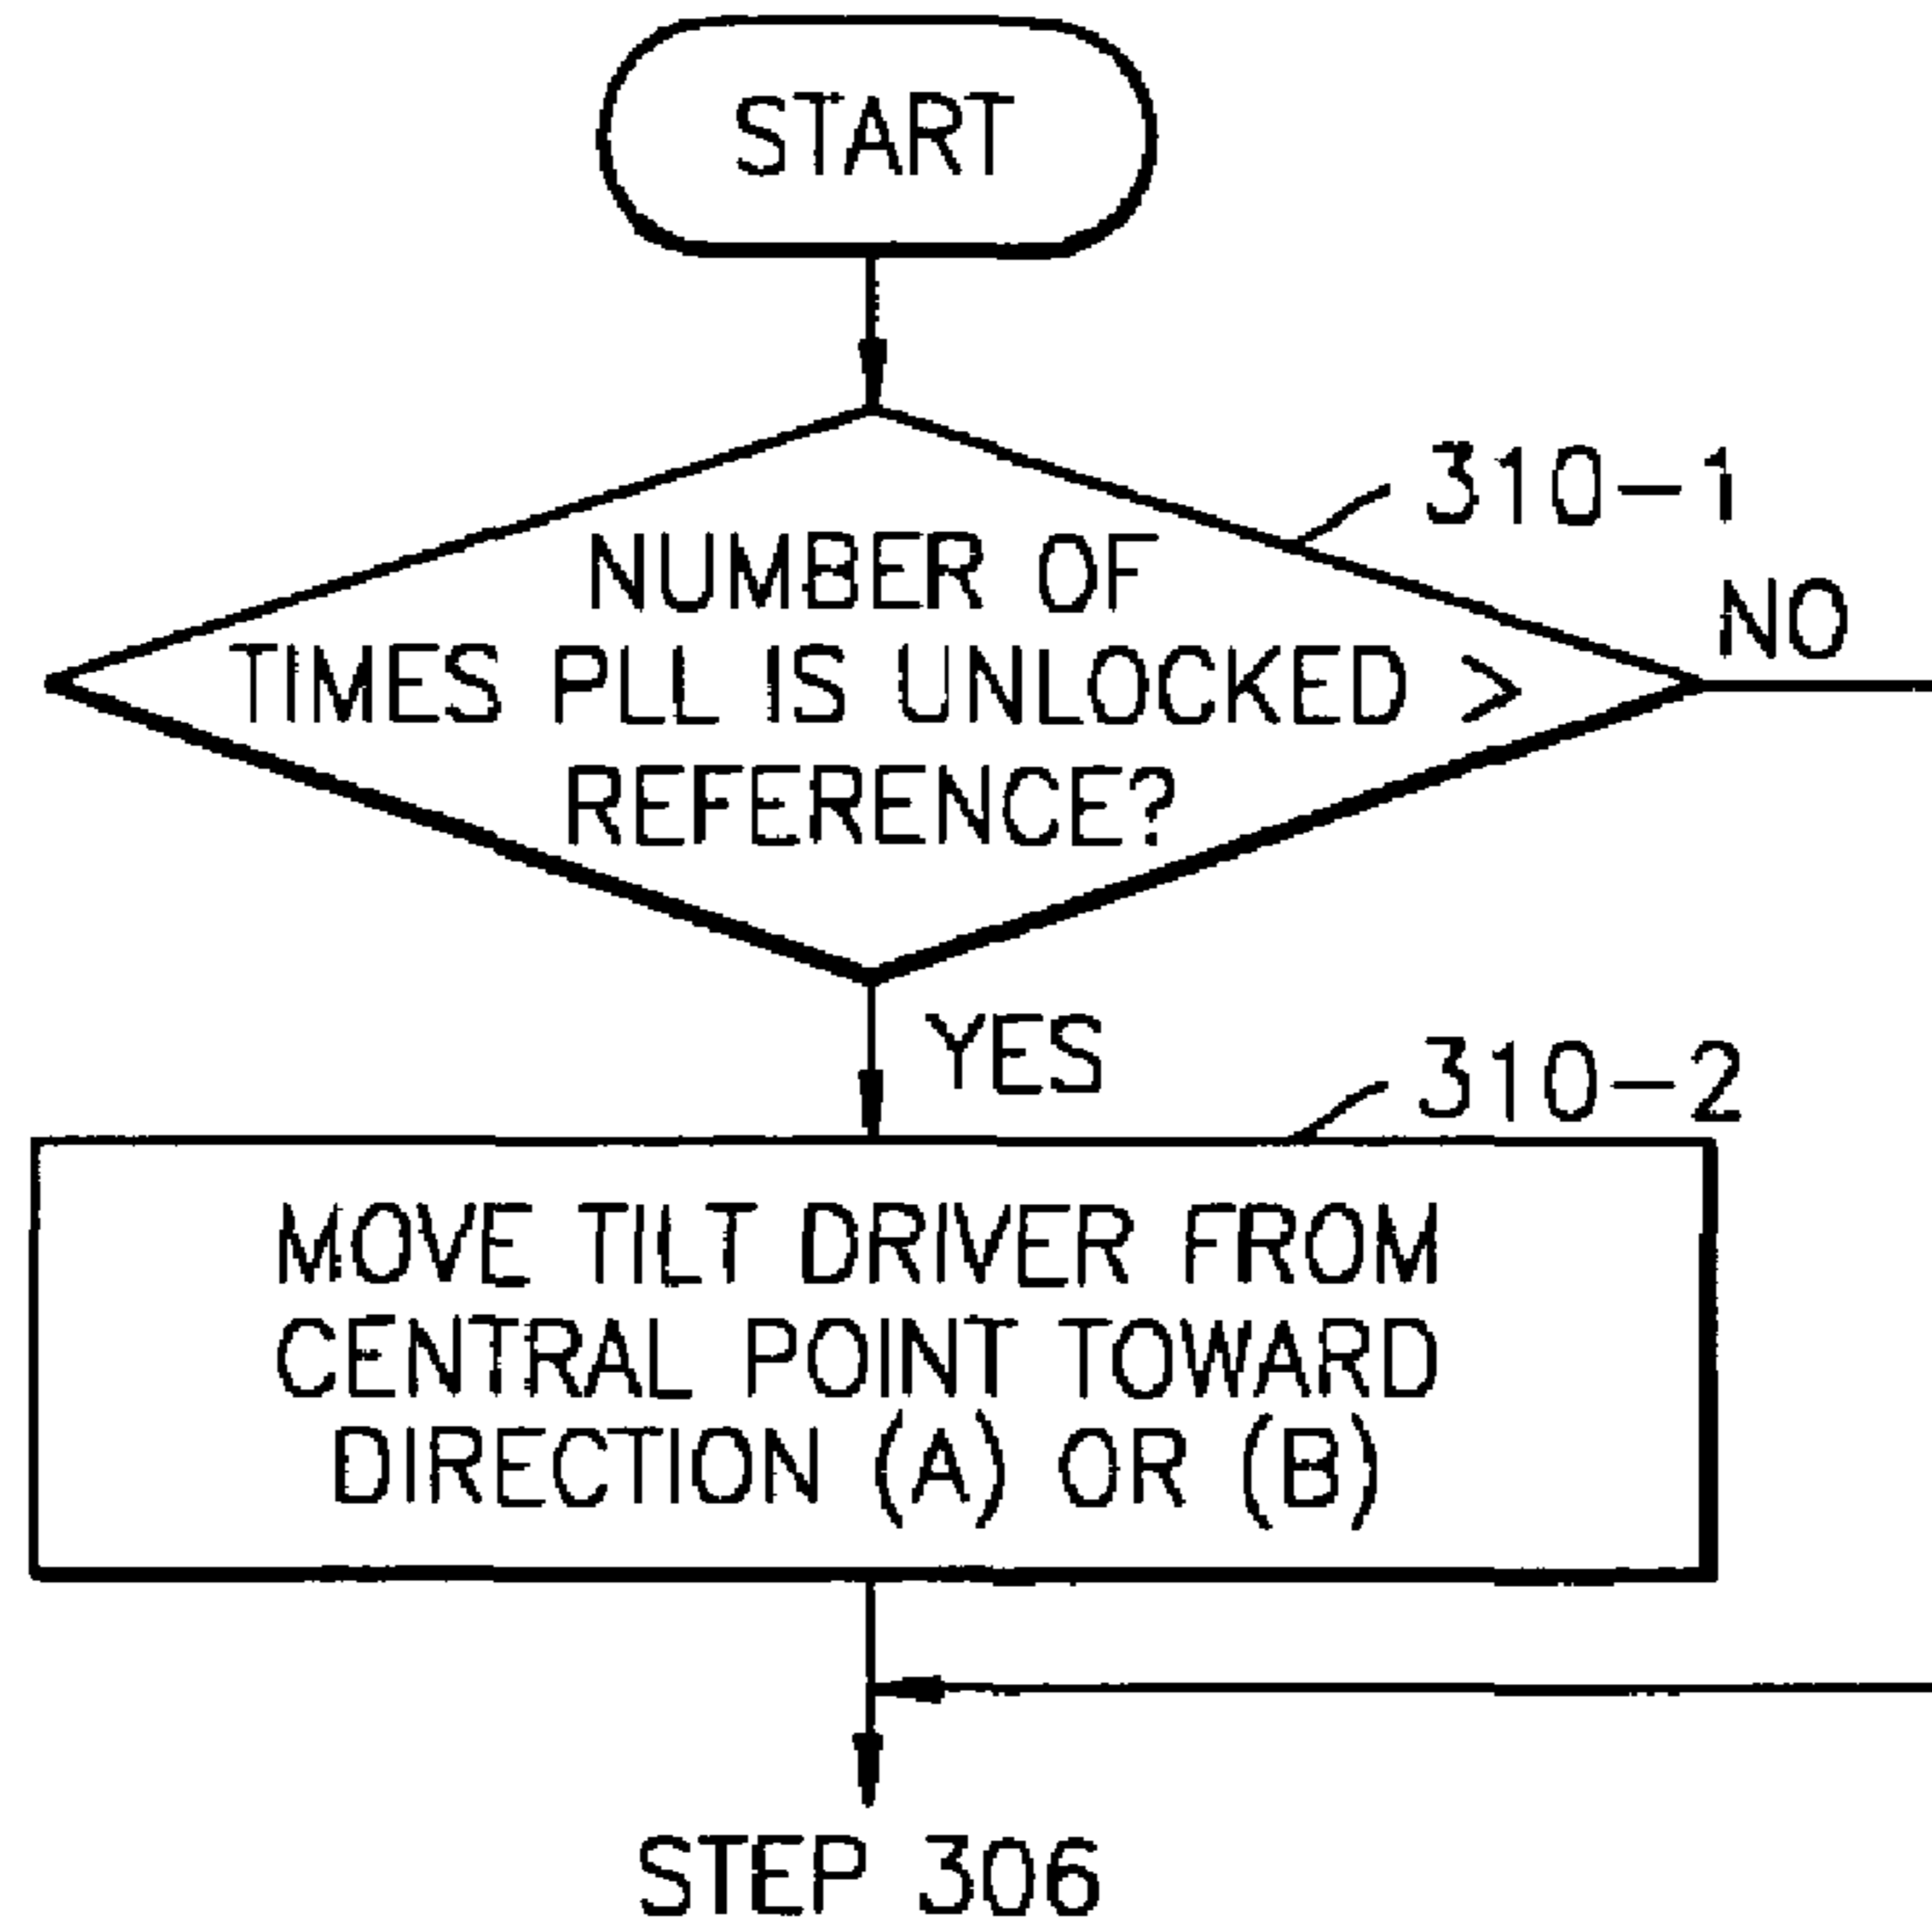 START
310-1
NUMBER OF
TIMES PLL IS UNLOCKED >
REFERENCE?
NO
YES
310-2
MOVE TILT DRIVER FROM
CENTRAL POINT TOWARD
DIRECTION (A) OR (B)
STEP 306